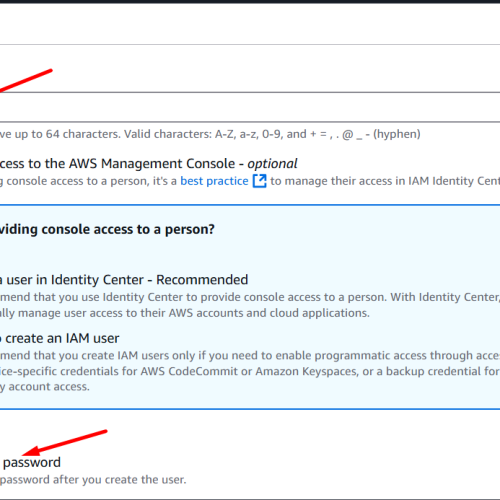 ve up to 64 characters. Valid characters: A-Z, a-z, 0-9, and + = , . @ _ - (hyphen)
cess to the AWS Management Console - optional
g console access to a person, it's a best practice to manage their access in IAM Identity Cent
viding console access to a person?
a user in Identity Center - Recommended
mend that you use Identity Center to provide console access to a person. With Identity Center,
lly manage user access to their AWS accounts and cloud applications.
o create an IAM user
mend that you create IAM users only if you need to enable programmatic access through acce
ice-specific credentials for AWS CodeCommit or Amazon Keyspaces, or a backup credential for
y account access.
password
password after you create the user.